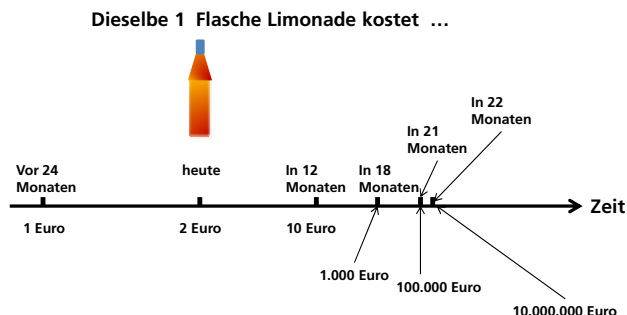 Dieselbe 1 Flasche Limonade kostet ...
In 22
Monaten
In 21
Monaten
Vor 24
Monaten
heute
In 12
Monaten
In 18
Monaten
Zeit
1 Euro
2 Euro
10 Euro
1.000 Euro
100.000 Euro
10.000.000 Euro